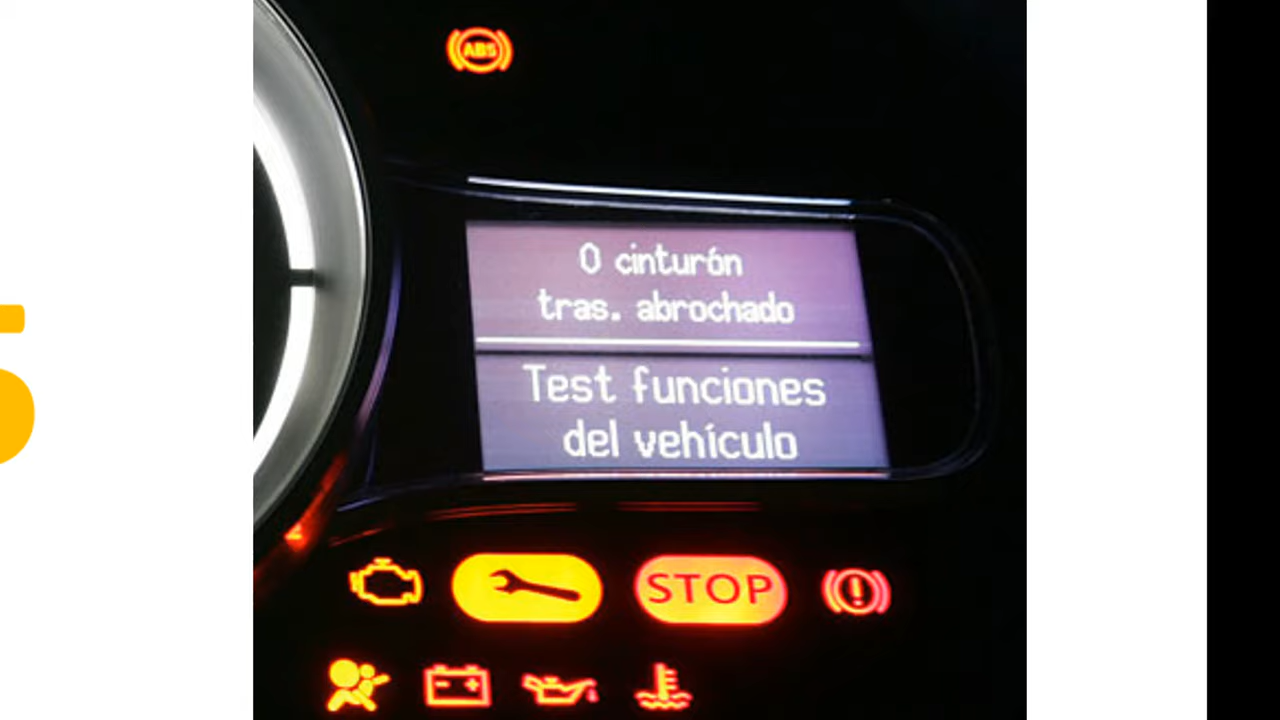 ABS
0 cinturón
tras. abrochado
Test funciones
del vehículo
STOP